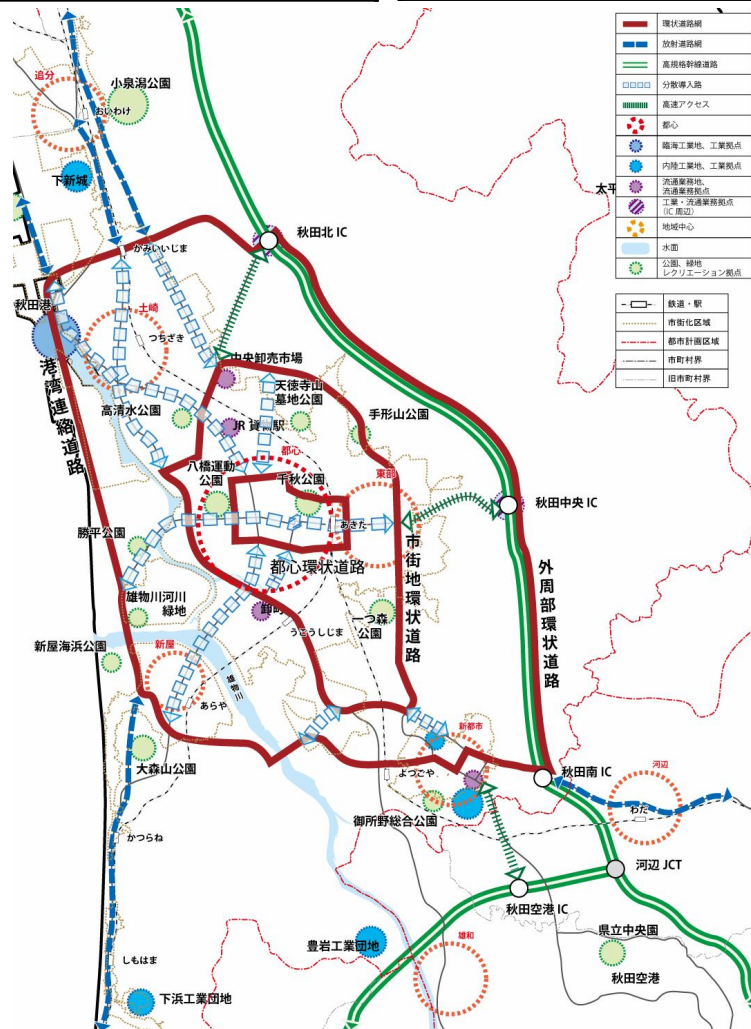 環状道路網
放射道路網
高規格幹線道路
分散導入路
高速アクセス
都心
臨海工業地、工業拠点
内陸工業地、工業拠点
流通業務地、
流通業務拠点
工業・流通業務拠点
(IC 周辺)
地域中心
水面
公園、緑地
レクリエーション拠点
鉄道・駅
市街化区域
都市計画区域
市町村界
旧市町村界
追分
小泉潟公園
おいわけ
下新城
太平
秋田北 IC
かみいいじま
秋田港
土崎
つちざき
中央卸売市場
港湾連絡道路
天徳寺山
墓地公園
高清水公園
手形山公園
都心
八橋運動
公園
千秋公園
東部
秋田中央 IC
あきた
勝平公園
都心環状道路
市街地環状道路
外周部環状道路
雄物川河川
緑地
卸町
一つ森
公園
うごうしじま
新屋海浜公園
新屋
雄物川
あらや
新都市
大森山公園
よつごや
秋田南 IC
河辺
わだ
御所野総合公園
かつらね
河辺 JCT
秋田空港 IC
豊岩工業団地
雄和
県立中央園
秋田空港
しもはま
下浜工業団地